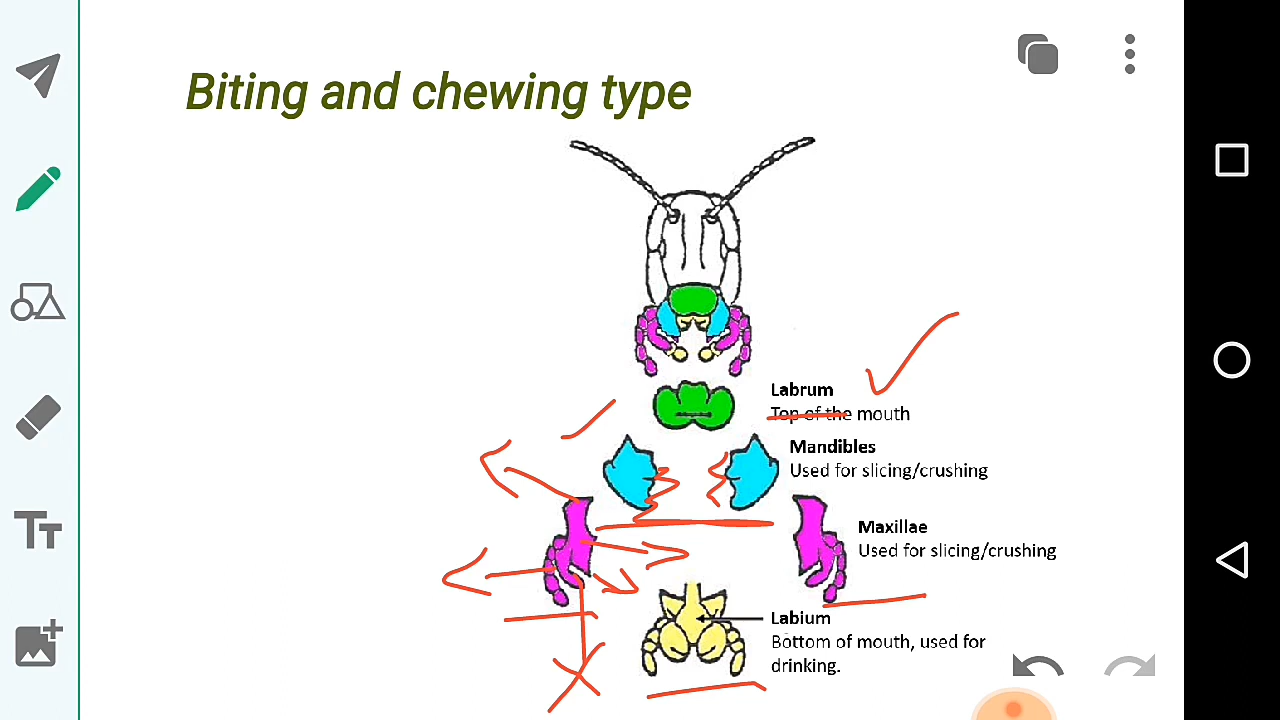 Biting and chewing type
Labrum
Top of the mouth
Mandibles
Used for slicing/crushing
Maxillae
Used for slicing/crushing
Labium
Bottom of mouth, used for
drinking.
TT